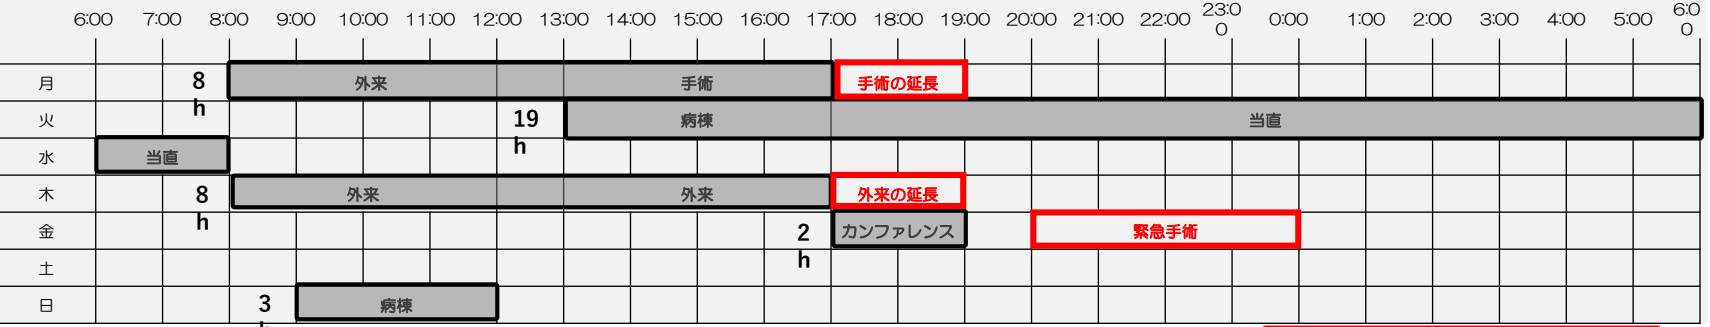 6:00 7:00 8:00 9:00 10:00 11:00 12:00 13:00 14:00 15:00 16:00 17:00 18:00 19:00 20:00 21:00 22:00 23:0
0 0:00 1:00 2:00 3:00 4:00 5:00 6:0
0
月 8
h 外来 手術 手術の延長
火 19
h 病棟 当直
水 当直
木 8
h 外来 外来 外来の延長
金 2
h カンファレンス 緊急手術
土
日 3 病棟